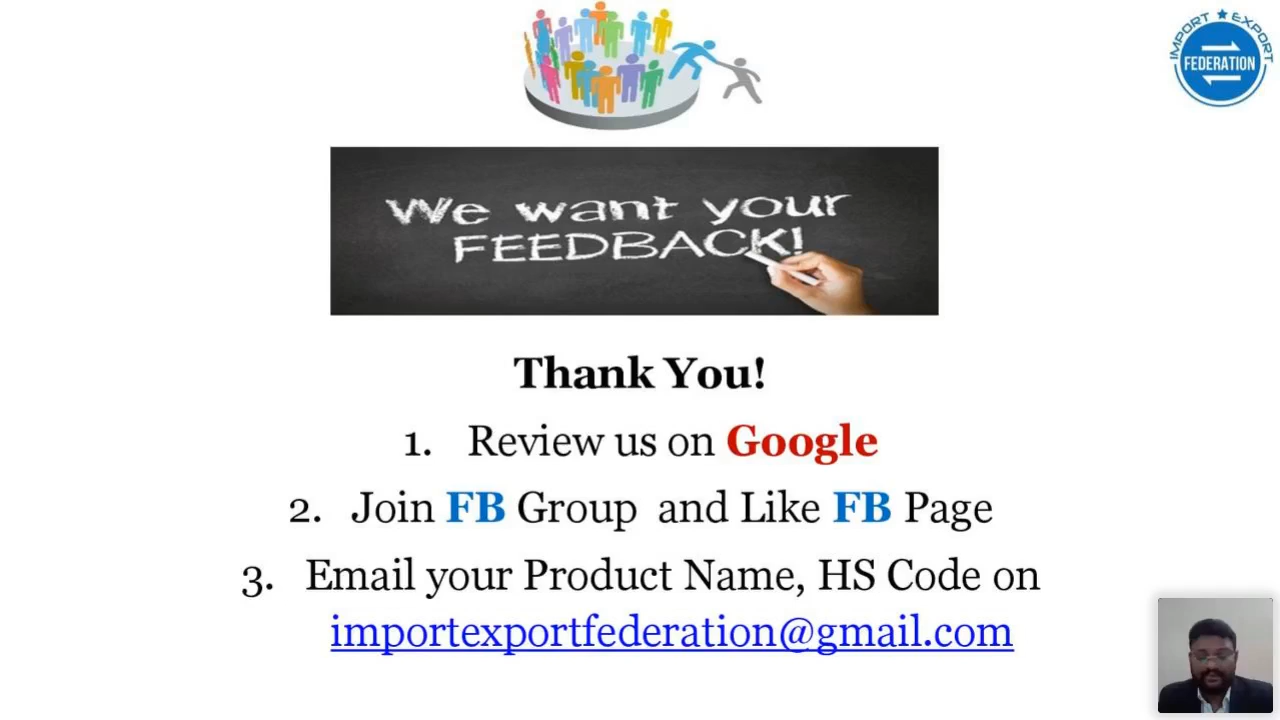 IMPORT ★ EXPORT
FEDERATION
We want your
FEEDBACK!
Thank You!
1. Review us on Google
2. Join FB Group and Like FB Page
3. Email your Product Name, HS Code on
importexportfederation@gmail.com